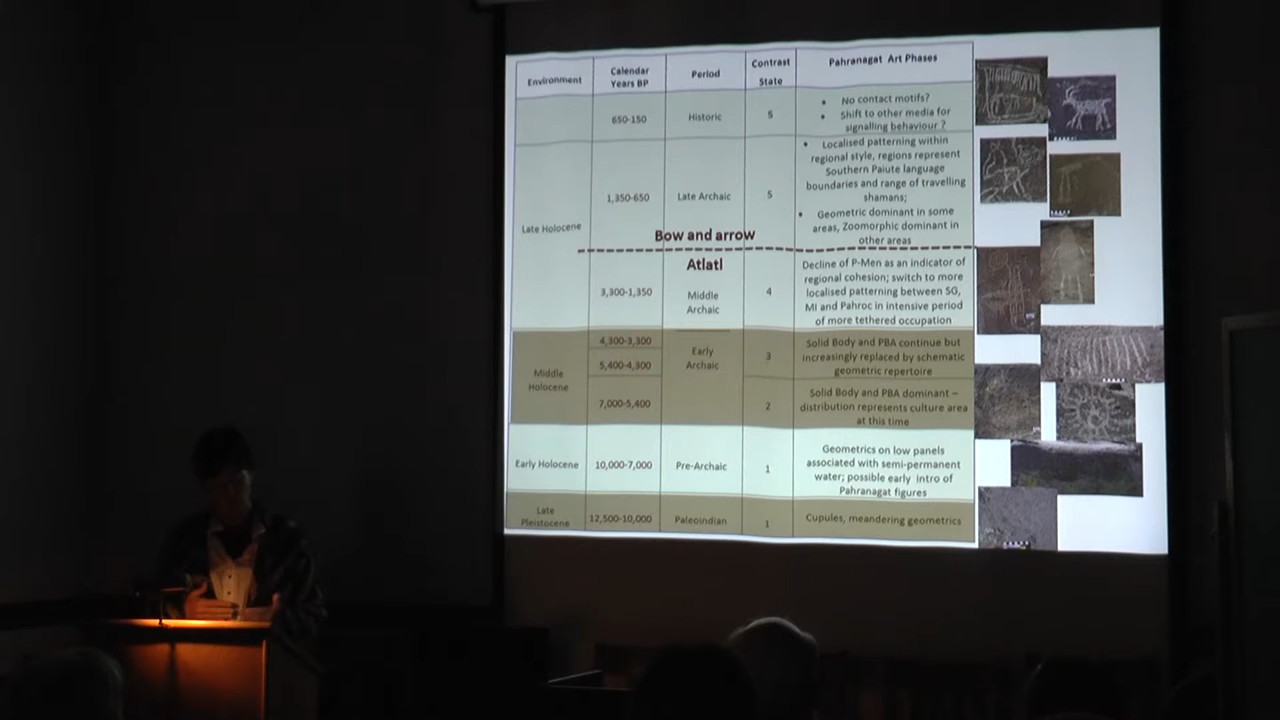 Environment
Calendar
Years BP
Period
Contrast
State
Pahranagat Art Phases
650-150
Historic
5
• No contact motifs?
• Shift to other media for
signalling behaviour ?
Late Holocene
1,350-650
Late Archaic
5
• Localised patterning within
regional style, regions represent
Southern Paiute language
boundaries and range of travelling
shamans;
• Geometric dominant in some
areas, Zoomorphic dominant in
other areas
Bow and arrow
Atlatl
3,300-1,350
Middle
Archaic
4
Decline of P-Men as an indicator of
regional cohesion; switch to more
localised patterning between SG,
MI and Pahroc in intensive period
of more tethered occupation
Middle
Holocene
4,300-3,300
5,400-4,300
Early
Archaic
3
Solid Body and PBA continue but
increasingly replaced by schematic
geometric repertoire
7,000-5,400
2
Solid Body and PBA dominant –
distribution represents culture area
at this time
Early Holocene
10,000-7,000
Pre-Archaic
1
Geometrics on low panels
associated with semi-permanent
water; possible early intro of
Pahranagat figures
Late
Pleistocene
12,500-10,000
Paleoindian
1
Cupules, meandering geometrics